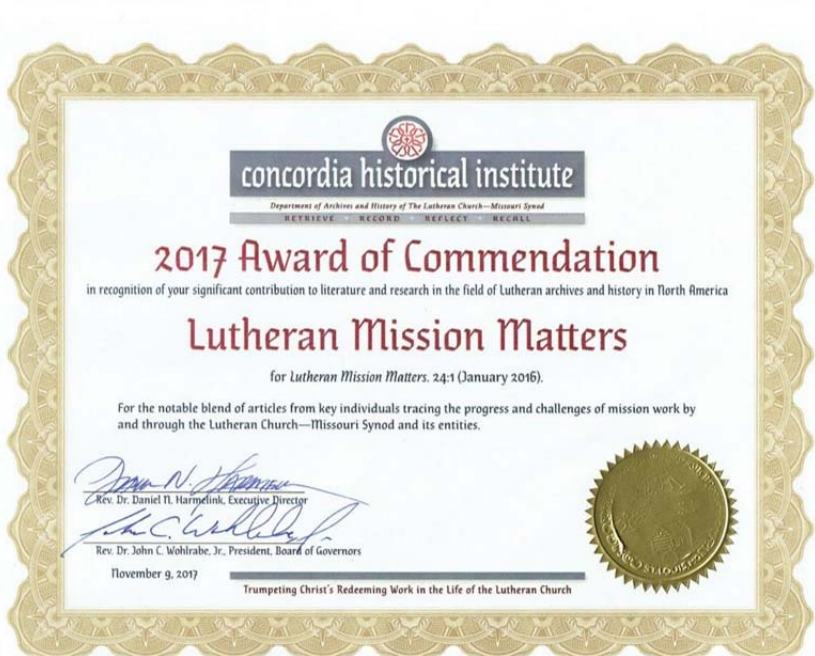 concordia historical institute
Department of Archives and History of The Lutheran Church—Missouri Synod
RETRIEVE RECORD REFLECT RECALL
2017 Award of Commendation
in recognition of your significant contribution to literature and research in the field of Lutheran archives and history in North America
Lutheran Mission Matters
for Lutheran Mission Matters. 24:1 (January 2016).
For the notable blend of articles from key individuals tracing the progress and challenges of mission work by
and through the Lutheran Church—Missouri Synod and its entities.
Rev. Dr. Daniel N. Harmelink, Executive Director
Rev. Dr. John C. Wohlrabe, Jr., President, Board of Governors
November 9, 2017
Trumpeting Christ's Redeeming Work in the Life of the Lutheran Church